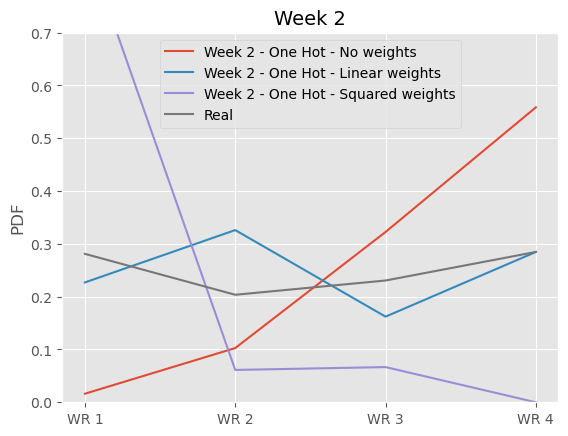 Week 2
Week 2 - One Hot - No weights
Week 2 - One Hot - Linear weights
Week 2 - One Hot - Squared weights
Real
PDF
0.7
0.6
0.5
0.4
0.3
0.2
0.1
0.0
WR 1
WR 2
WR 3
WR 4